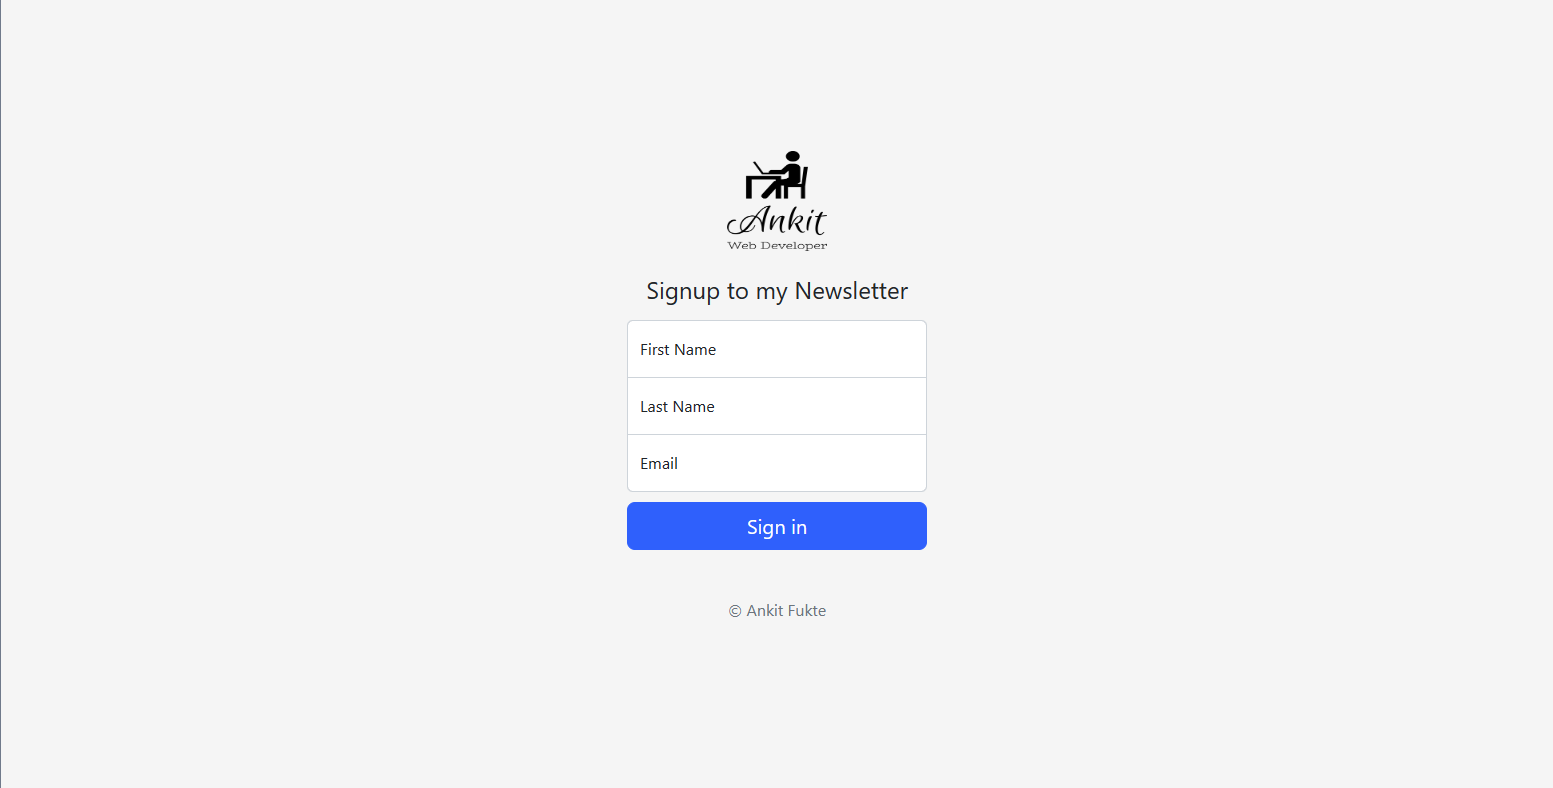 Ankit
Web Developer
Signup to my Newsletter
First Name
Last Name
Email
Sign in
© Ankit Fukte